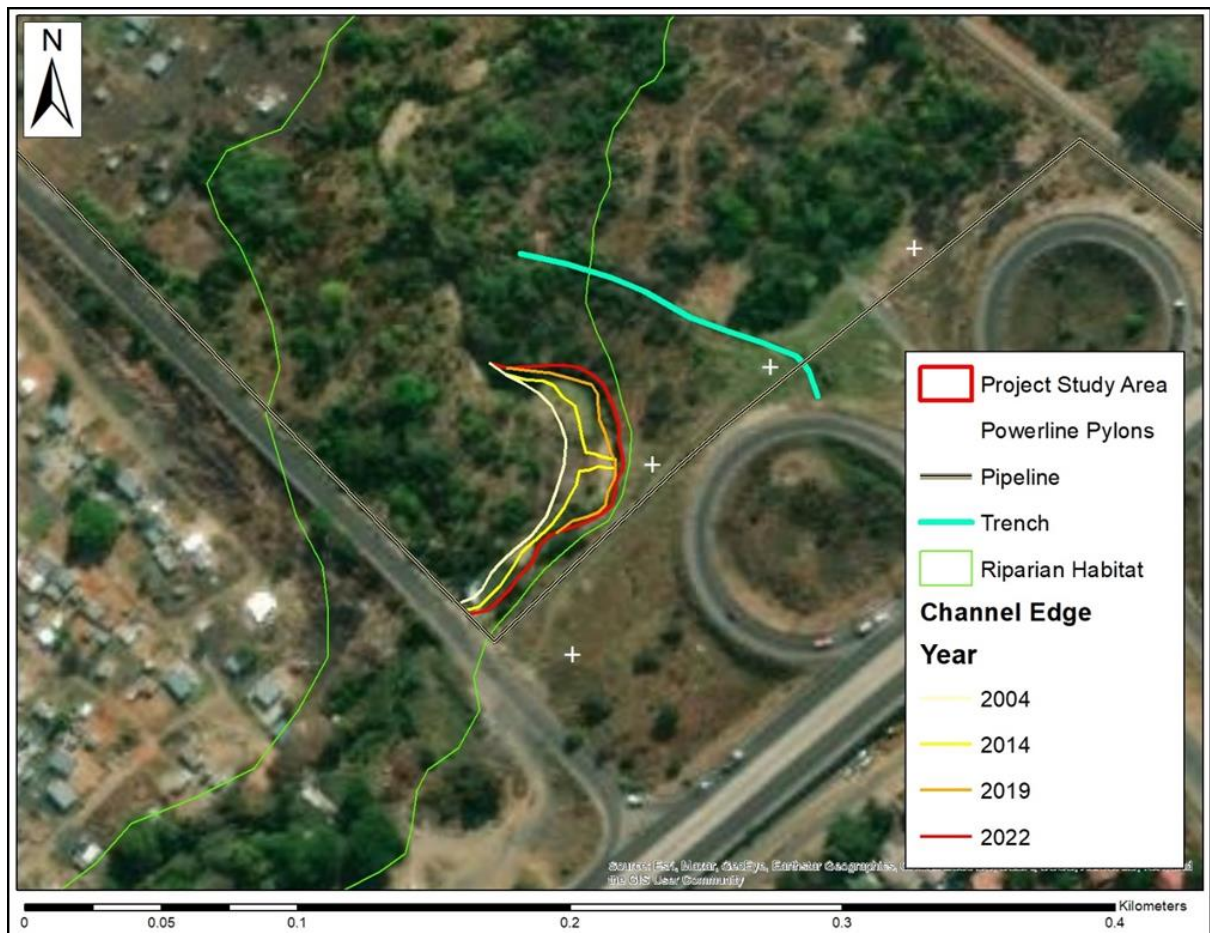 N
Project Study Area
Powerline Pylons
Pipeline
Trench
Riparian Habitat
Channel Edge
Year
2004
2014
2019
2022
Source: Esri, Maxar, GeoEye, Earthstar Geographics,
the GIS User Community
Kilometers
0 0.05 0.1 0.2 0.3 0.4